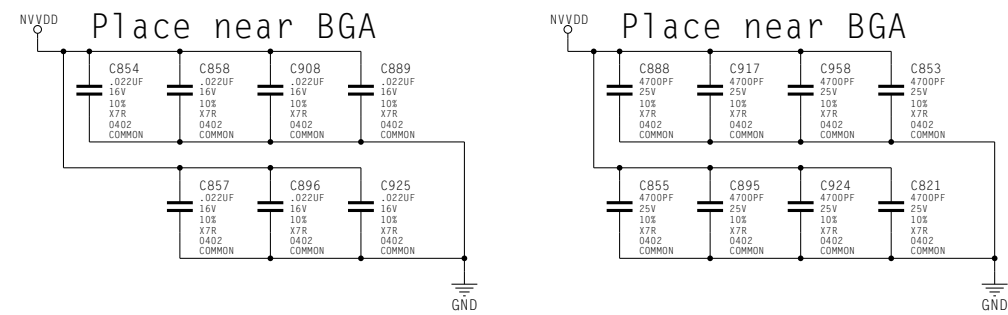 NVVDD
Place near BGA
C854
.022UF
16V
10%
X7R
0402
COMMON
C858
.022UF
16V
10%
X7R
0402
COMMON
C908
.022UF
16V
10%
X7R
0402
COMMON
C889
.022UF
16V
10%
X7R
0402
COMMON
C857
.022UF
16V
10%
X7R
0402
COMMON
C896
.022UF
16V
10%
X7R
0402
COMMON
C925
.022UF
16V
10%
X7R
0402
COMMON
GND
NVVDD
Place near BGA
C888
4700PF
25V
10%
X7R
0402
COMMON
C917
4700PF
25V
10%
X7R
0402
COMMON
C958
4700PF
25V
10%
X7R
0402
COMMON
C853
4700PF
25V
10%
X7R
0402
COMMON
C855
4700PF
25V
10%
X7R
0402
COMMON
C895
4700PF
25V
10%
X7R
0402
COMMON
C924
4700PF
25V
10%
X7R
0402
COMMON
C821
4700PF
25V
10%
X7R
0402
COMMON
GND